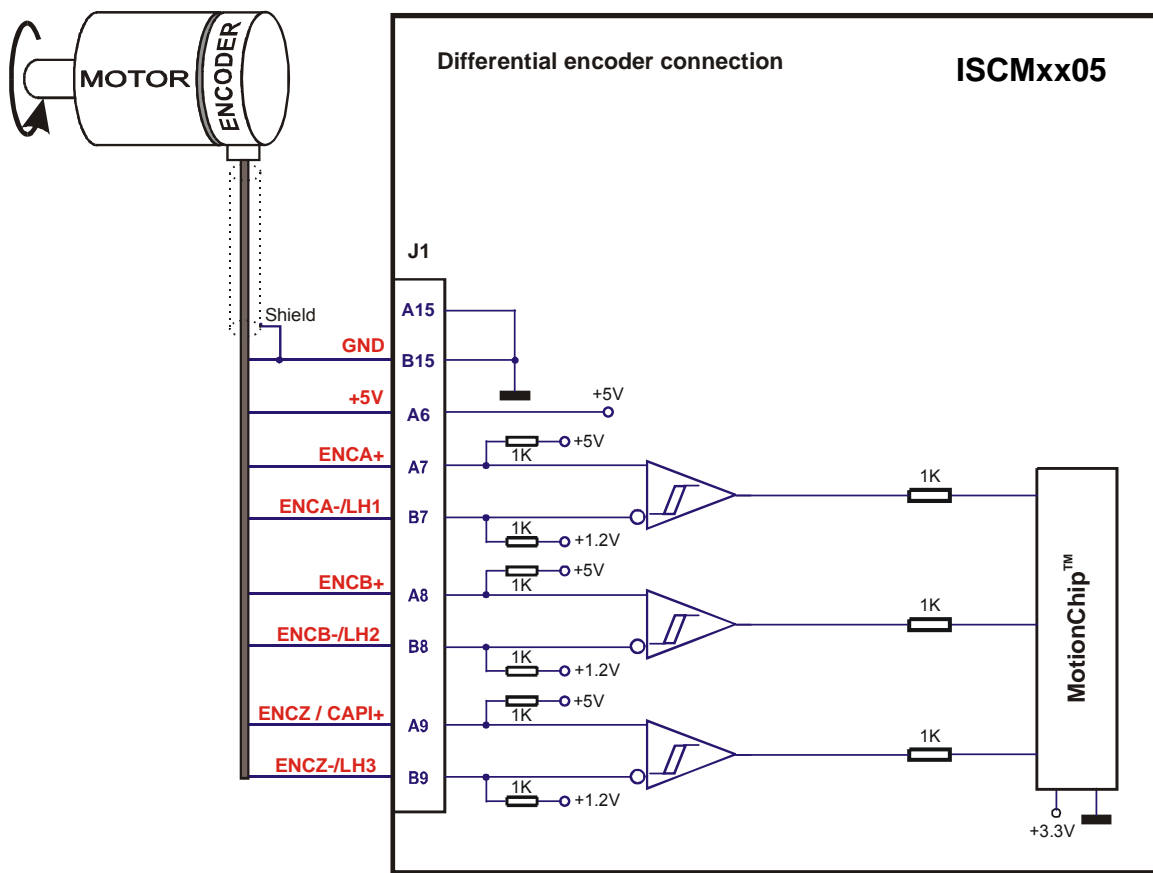 MOTOR
ENCODER
Differential encoder connection
ISCMxx05
J1
Shield
GND
+5V
ENCA+
ENCA-/LH1
ENCB+
ENCB-/LH2
ENCZ / CAPI+
ENCZ-/LH3
A15
B15
A6
A7
B7
A8
B8
A9
B9
+5V
+5V
1K
1K
+1.2V
+5V
1K
1K
+1.2V
+5V
1K
1K
+1.2V
1K
1K
1K
MotionChip™
+3.3V